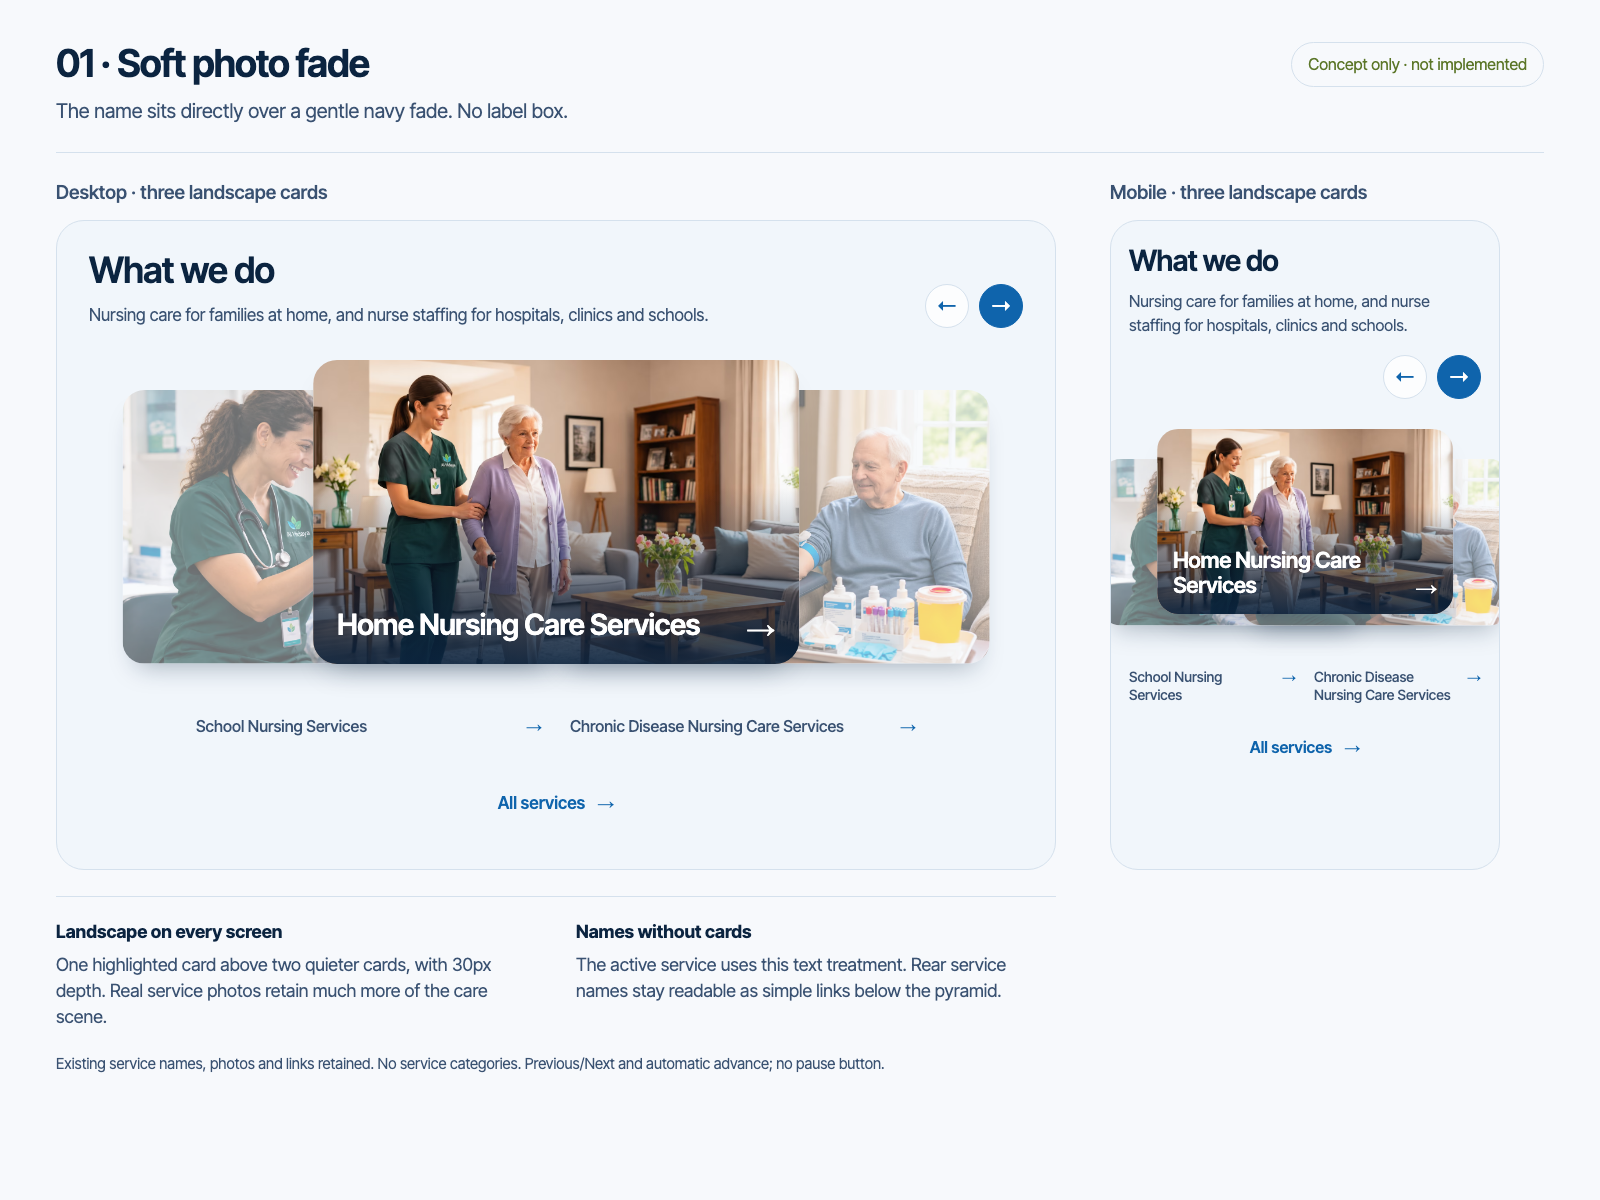 01 · Soft photo fade
Concept only · not implemented
The name sits directly over a gentle navy fade. No label box.
Desktop · three landscape cards
What we do
Nursing care for families at home, and nurse staffing for hospitals, clinics and schools.
← →
Home Nursing Care Services →
School Nursing Services →
Chronic Disease Nursing Care Services →
All services →
Mobile · three landscape cards
What we do
Nursing care for families at home, and nurse
staffing for hospitals, clinics and schools.
← →
Home Nursing Care
Services →
School Nursing
Services →
Chronic Disease
Nursing Care Services →
All services →
Landscape on every screen
One highlighted card above two quieter cards, with 30px
depth. Real service photos retain much more of the care
scene.
Names without cards
The active service uses this text treatment. Rear service
names stay readable as simple links below the pyramid.
Existing service names, photos and links retained. No service categories. Previous/Next and automatic advance; no pause button.